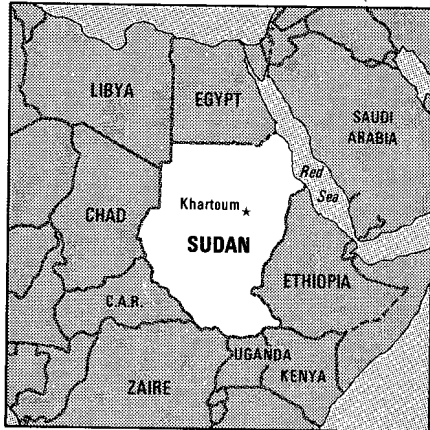 LIBYA
EGYPT
SAUDI
ARABIA
Red
Sea
Khartoum
CHAD
SUDAN
ETHIOPIA
C.A.R.
UGANDA
KENYA
ZAIRE